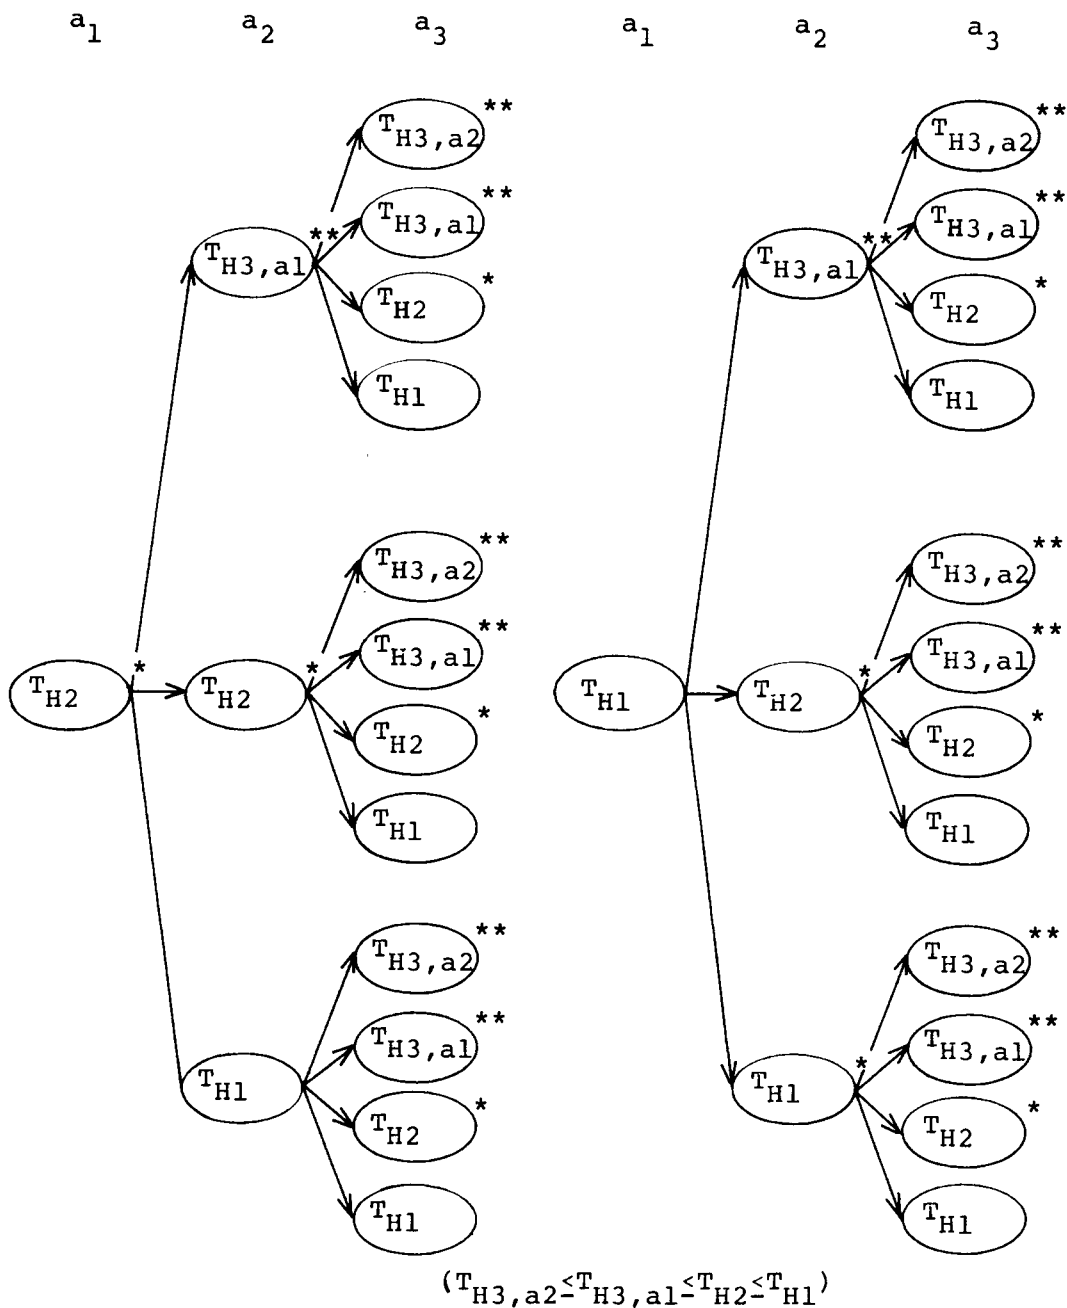 a1 a2 a3 a1 a2 a3
TH3,a2** TH3,a2**
TH3,a1** TH3,a1**
TH3,a1** TH3,a1**
TH2* TH2*
TH1 TH1
TH3,a2** TH3,a2**
TH3,a1** TH3,a1**
TH2* TH2* TH1 TH2*
TH2* TH2*
TH1 TH1
TH3,a2** TH3,a2**
TH3,a1** TH3,a1**
TH1 TH1*
TH2* TH2*
TH1 TH1
(TH3,a2≤TH3,a1≤TH2≤TH1)